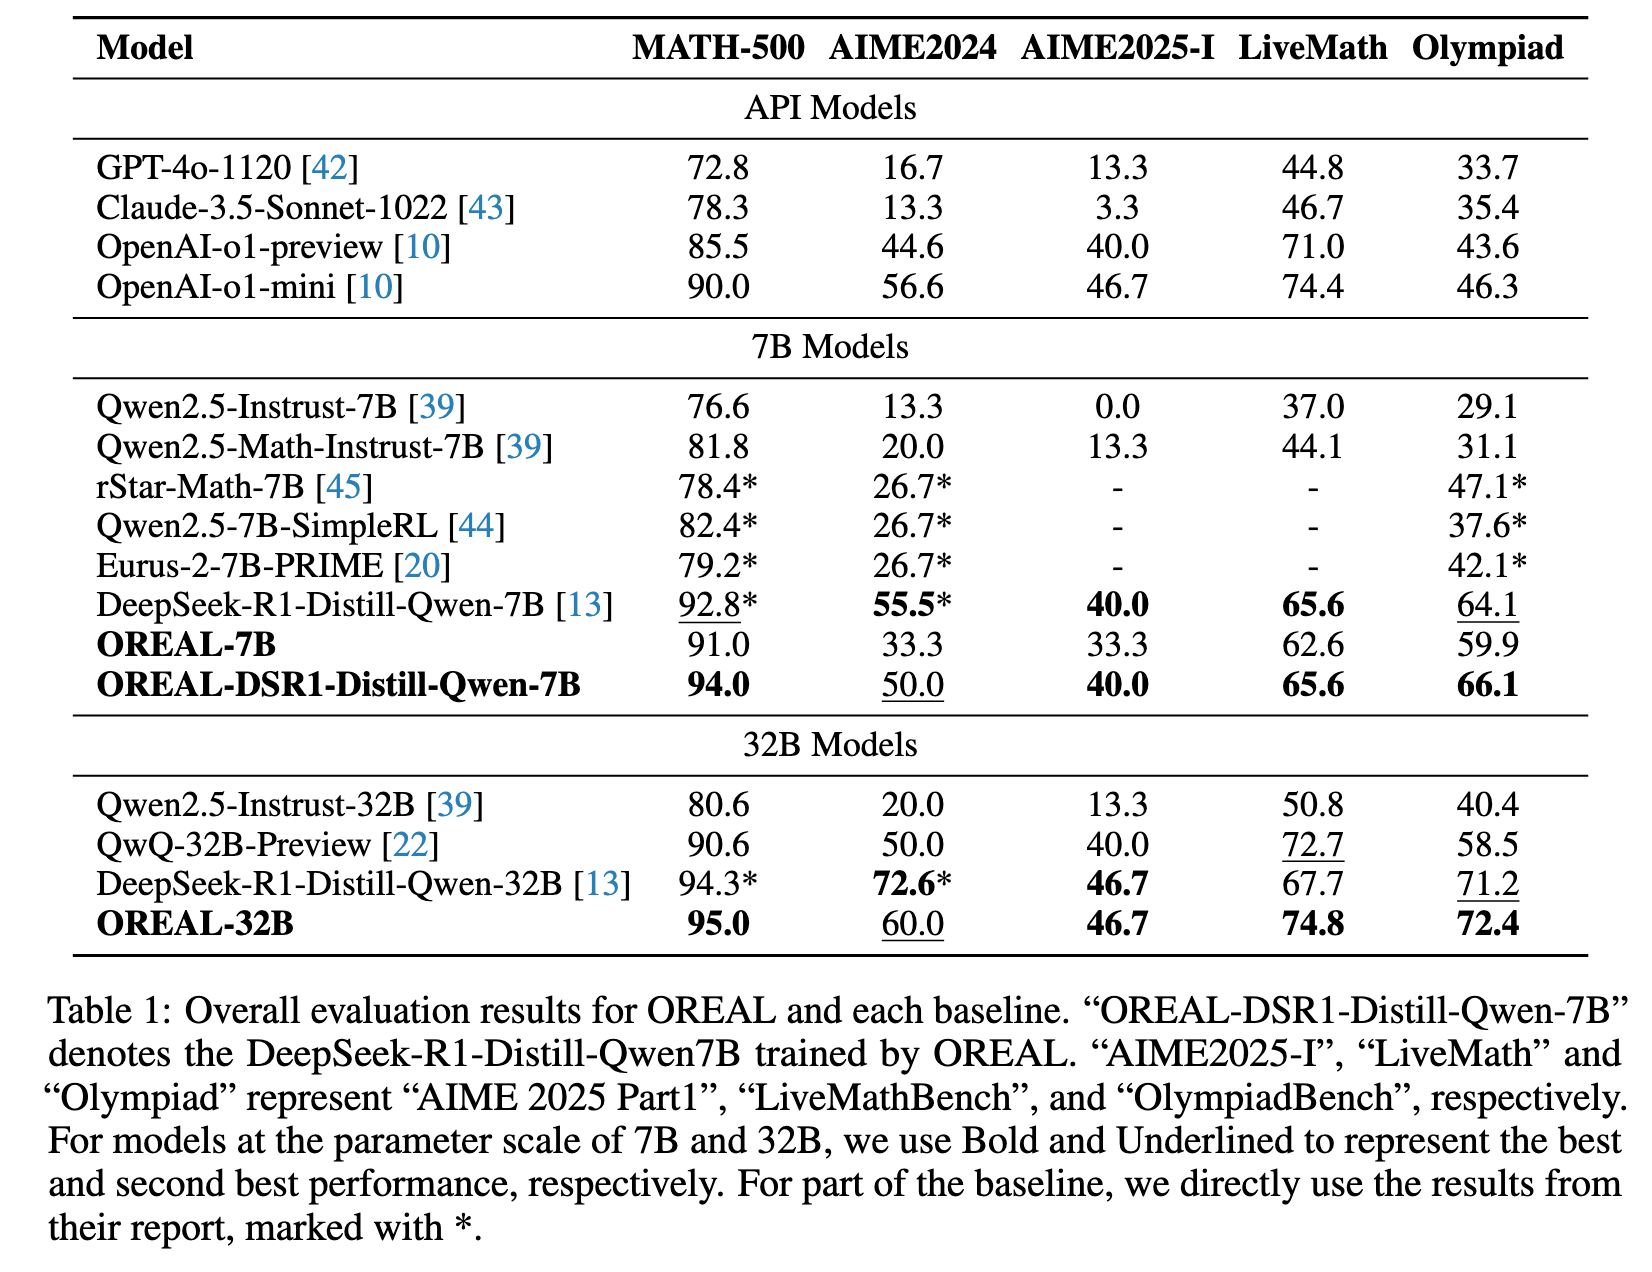 Model MATH-500 AIME2024 AIME2025-I LiveMath Olympiad
API Models
GPT-4o-1120 [42] 72.8 16.7 13.3 44.8 33.7
Claude-3.5-Sonnet-1022 [43] 78.3 13.3 3.3 46.7 35.4
OpenAI-o1-preview [10] 85.5 44.6 40.0 71.0 43.6
OpenAI-o1-mini [10] 90.0 56.6 46.7 74.4 46.3
7B Models
Qwen2.5-Instrust-7B [39] 76.6 13.3 0.0 37.0 29.1
Qwen2.5-Math-Instrust-7B [39] 81.8 20.0 13.3 44.1 31.1
rStar-Math-7B [45] 78.4* 26.7* - - 47.1*
Qwen2.5-7B-SimpleRL [44] 82.4* 26.7* - - 37.6*
Eurus-2-7B-PRIME [20] 79.2* 26.7* - - 42.1*
DeepSeek-R1-Distill-Qwen-7B [13] 92.8* 55.5* 40.0 65.6 64.1
OREAL-7B 91.0 33.3 33.3 62.6 59.9
OREAL-DSR1-Distill-Qwen-7B 94.0 50.0 40.0 65.6 66.1
32B Models
Qwen2.5-Instrust-32B [39] 80.6 20.0 13.3 50.8 40.4
QwQ-32B-Preview [22] 90.6 50.0 40.0 72.7 58.5
DeepSeek-R1-Distill-Qwen-32B [13] 94.3* 72.6* 46.7 67.7 71.2
OREAL-32B 95.0 60.0 46.7 74.8 72.4
Table 1: Overall evaluation results for OREAL and each baseline. “OREAL-DSR1-Distill-Qwen-7B”
denotes the DeepSeek-R1-Distill-Qwen7B trained by OREAL. “AIME2025-I”, “LiveMath” and
“Olympiad” represent “AIME 2025 Part1”, “LiveMathBench”, and “OlympiadBench”, respectively.
For models at the parameter scale of 7B and 32B, we use Bold and Underlined to represent the best
and second best performance, respectively. For part of the baseline, we directly use the results from
their report, marked with *.